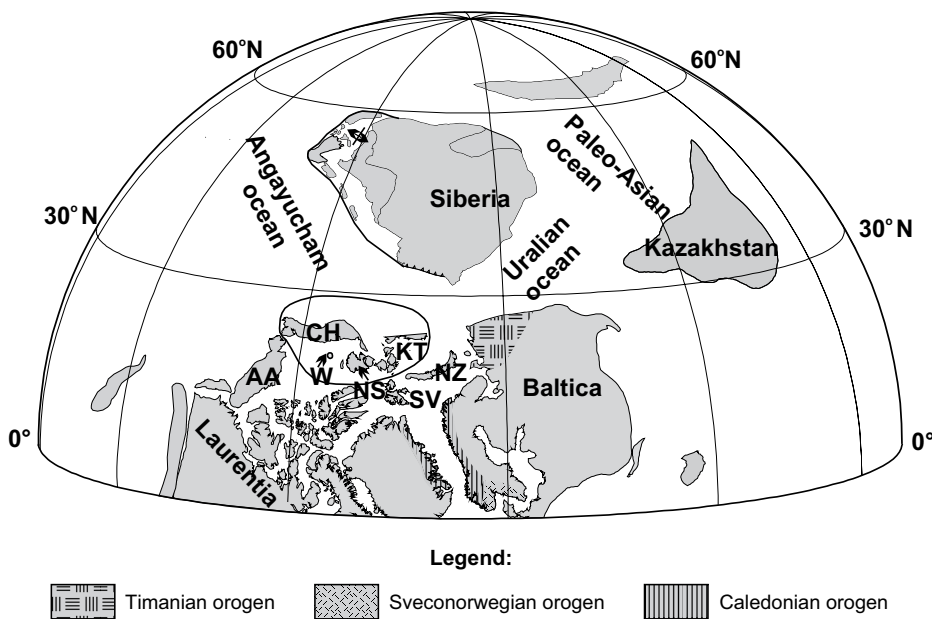 60°N
60°N
Angayucham
ocean
Paleo-Asian
ocean
Siberia
30°N
30°N
Uralian
ocean
Kazakhstan
CH
KT
AA
W
NS
NZ
SV
Baltica
Laurentia
0°
0°
Legend:
Timanian orogen
Sveconorwegian orogen
Caledonian orogen